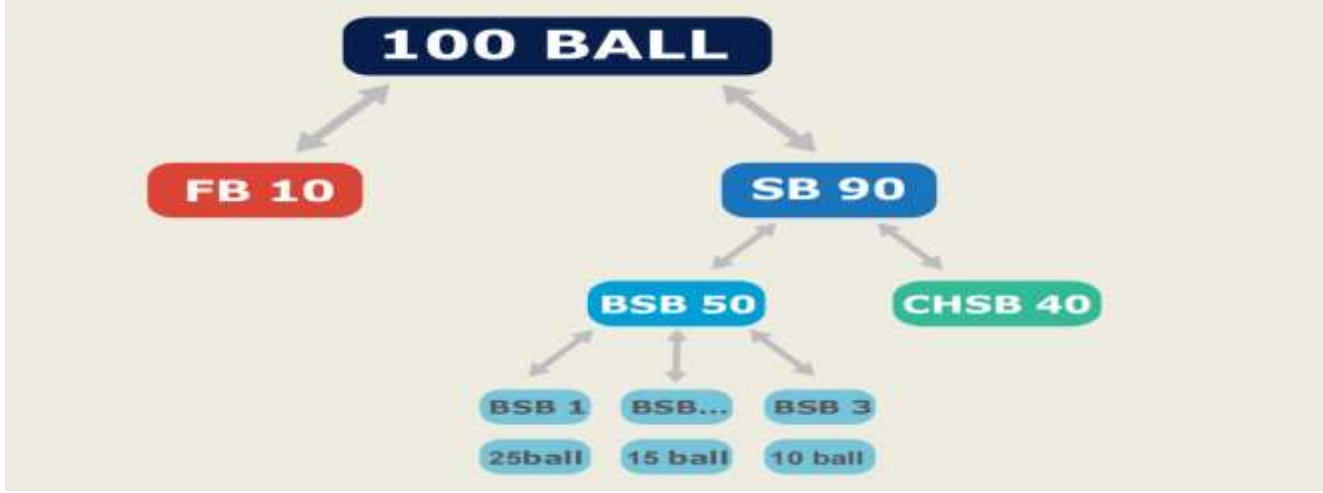 100 BALL
FB 10 SB 90
BSB 50 CHSB 40
BSB 1 BSB... BSB 3
25ball 15 ball 10 ball